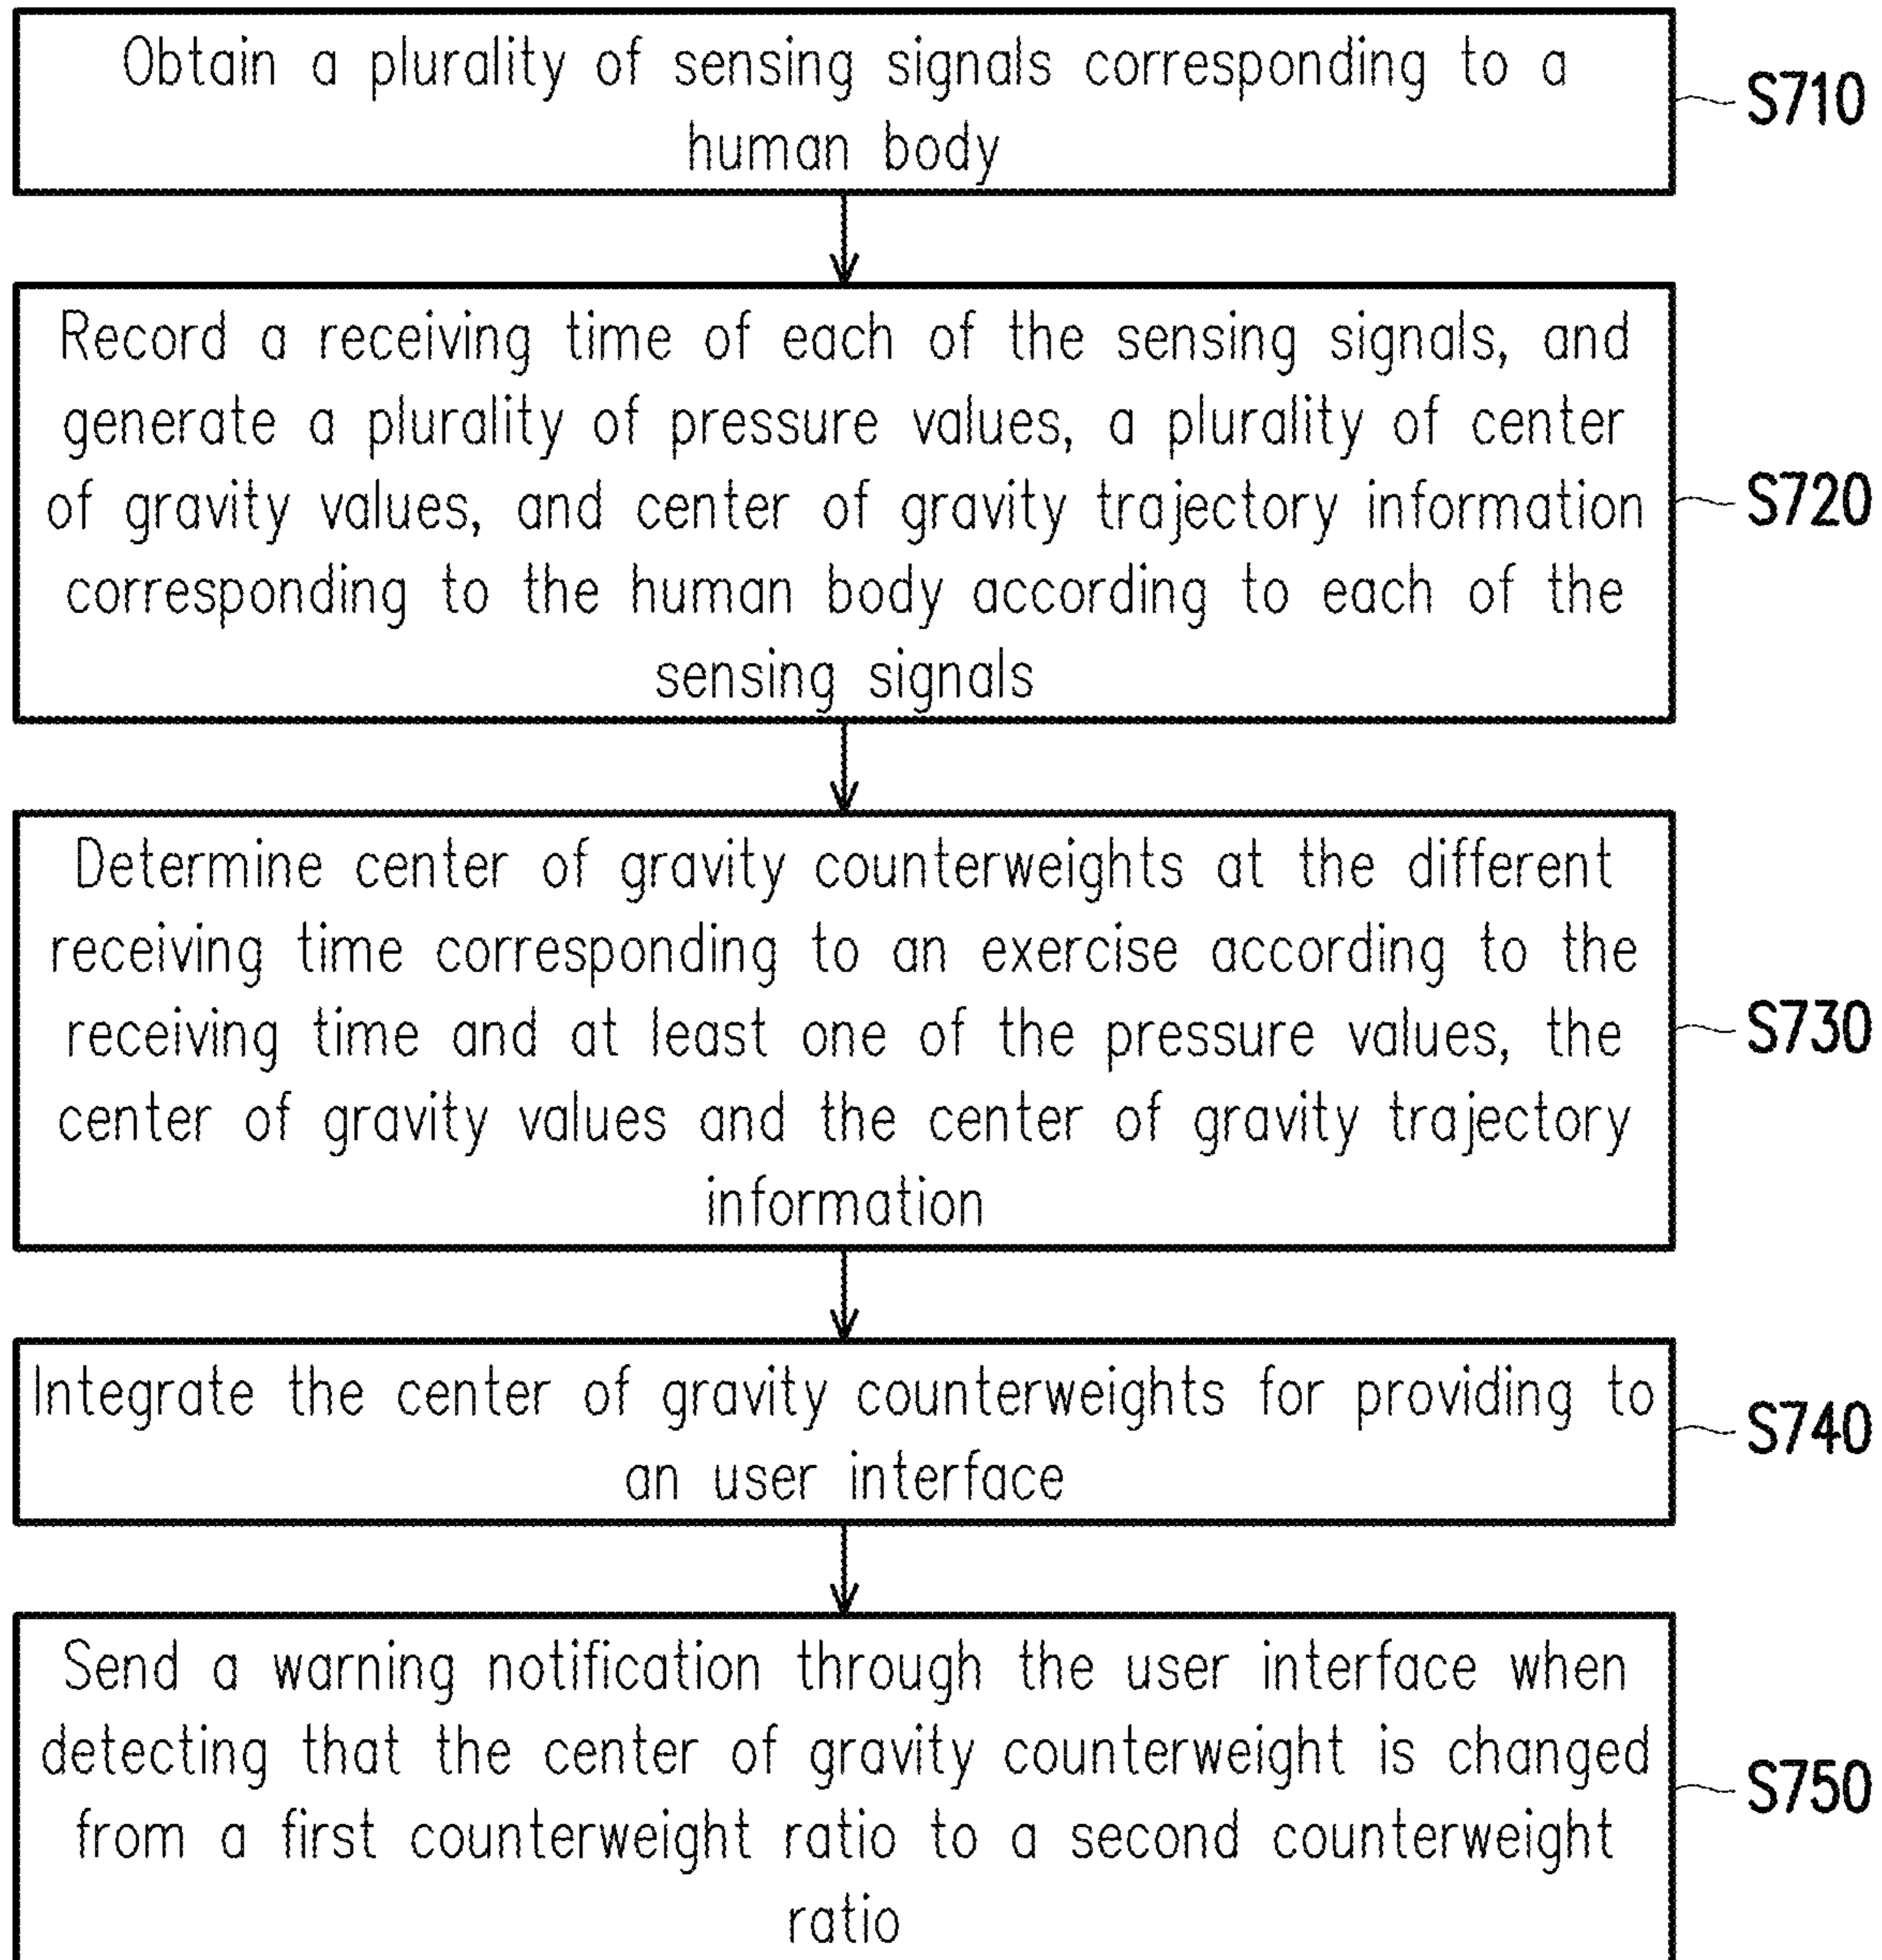 Obtain a plurality of sensing signals corresponding to a
human body
S710
Record a receiving time of each of the sensing signals, and
generate a plurality of pressure values, a plurality of center
of gravity values, and center of gravity trajectory information
corresponding to the human body according to each of the
sensing signals
S720
Determine center of gravity counterweights at the different
receiving time corresponding to an exercise according to the
receiving time and at least one of the pressure values, the
center of gravity values and the center of gravity trajectory
information
S730
Integrate the center of gravity counterweights for providing to
an user interface
S740
Send a warning notification through the user interface when
detecting that the center of gravity counterweight is changed
from a first counterweight ratio to a second counterweight
ratio
S750